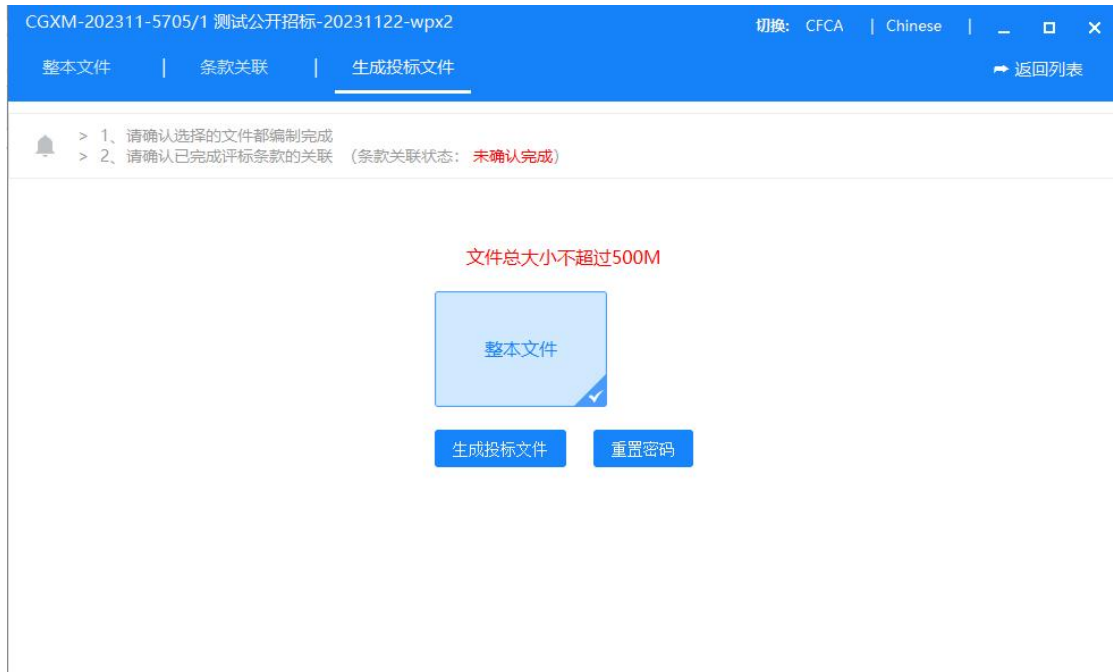 CGXM-202311-5705/1 测试公开招标-20231122-wpx2 切换: CFCA | Chinese |
整本文件 | 条款关联 | 生成投标文件 返回列表
> 1、请确认选择的文件都编制完成
> 2、请确认已完成评标条款的关联 (条款关联状态: 未确认完成)
文件总大小不超过500M
整本文件
生成投标文件 重置密码